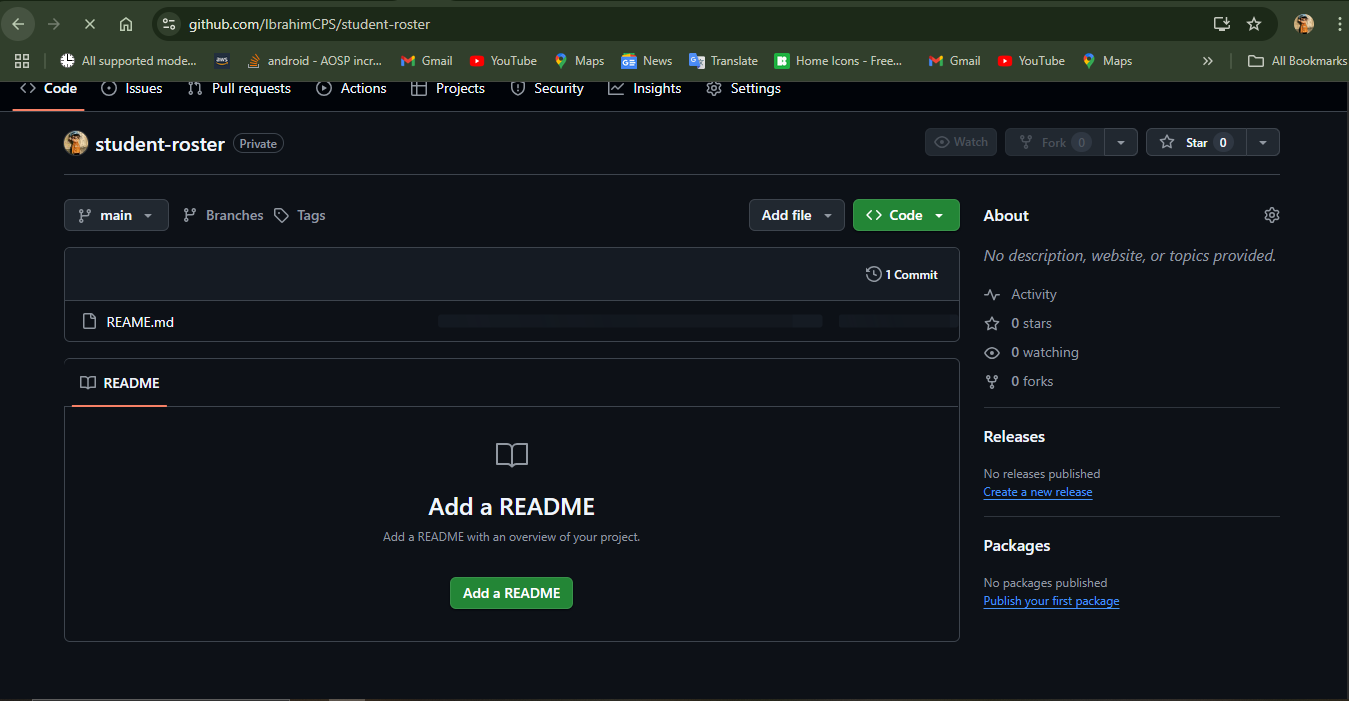 github.com/IbrahimCPS/student-roster
All supported mode... aws android - AOSP incr... Gmail YouTube Maps News Translate Home Icons - Free... Gmail YouTube Maps » All Bookmarks
Code Issues Pull requests Actions Projects Security Insights Settings
student-roster Private Watch Fork 0 Star 0
main Branches Tags Add file <> Code About
No description, website, or topics provided.
1 Commit
Activity
REAME.md
0 stars
0 watching
README
0 forks
Releases
No releases published
Create a new release
Add a README
Add a README with an overview of your project.
Packages
No packages published
Add a README
Publish your first package